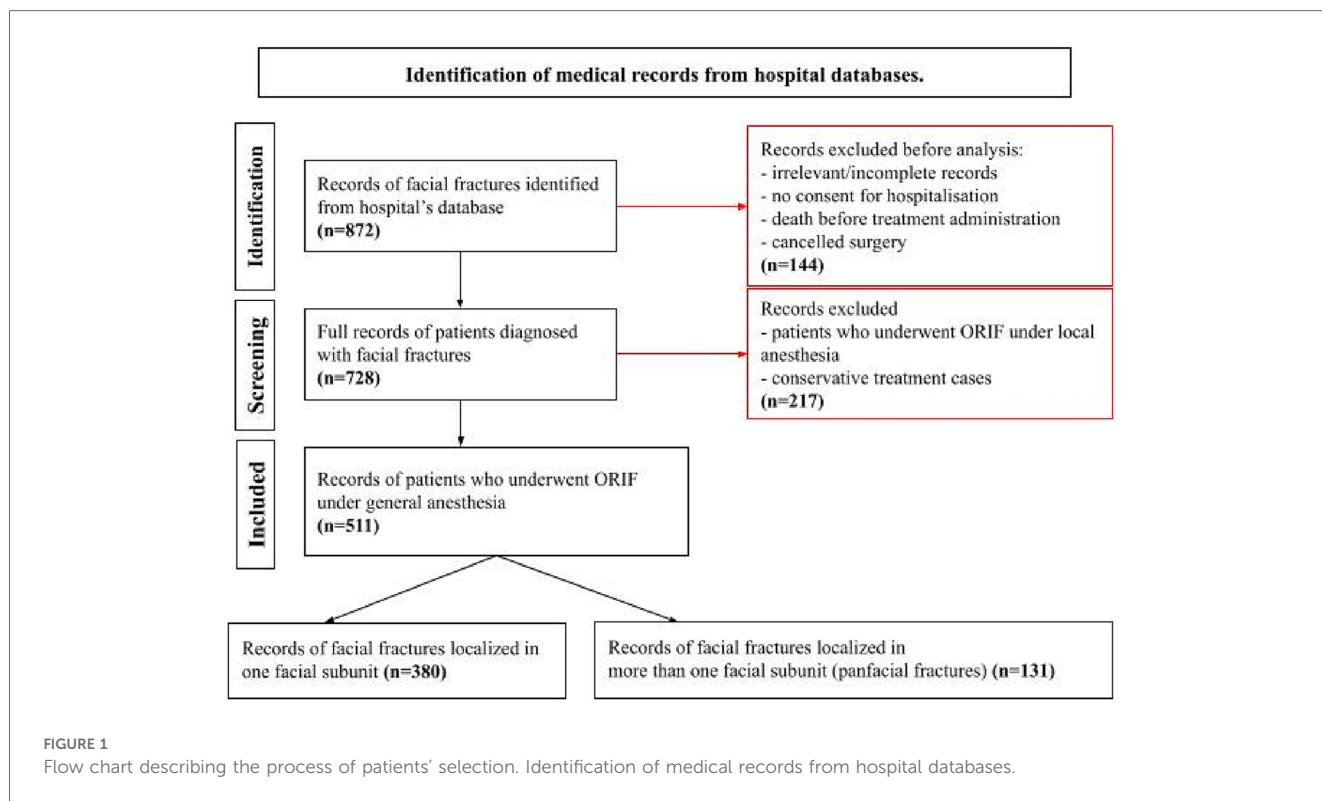 Identification of medical records from hospital databases.
Identification
Records of facial fractures identified
from hospital's database
(n=872)
Records excluded before analysis:
- irrelevant/incomplete records
- no consent for hospitalisation
- death before treatment administration
- cancelled surgery
(n=144)
Screening
Full records of patients diagnosed
with facial fractures
(n=728)
Records excluded
- patients who underwent ORIF under local
anesthesia
- conservative treatment cases
(n=217)
Included
Records of patients who underwent ORIF
under general anesthesia
(n=511)
Records of facial fractures localized in
one facial subunit (n=380)
Records of facial fractures localized in
more than one facial subunit (panfacial fractures) (n=131)
FIGURE 1
Flow chart describing the process of patients' selection. Identification of medical records from hospital databases.